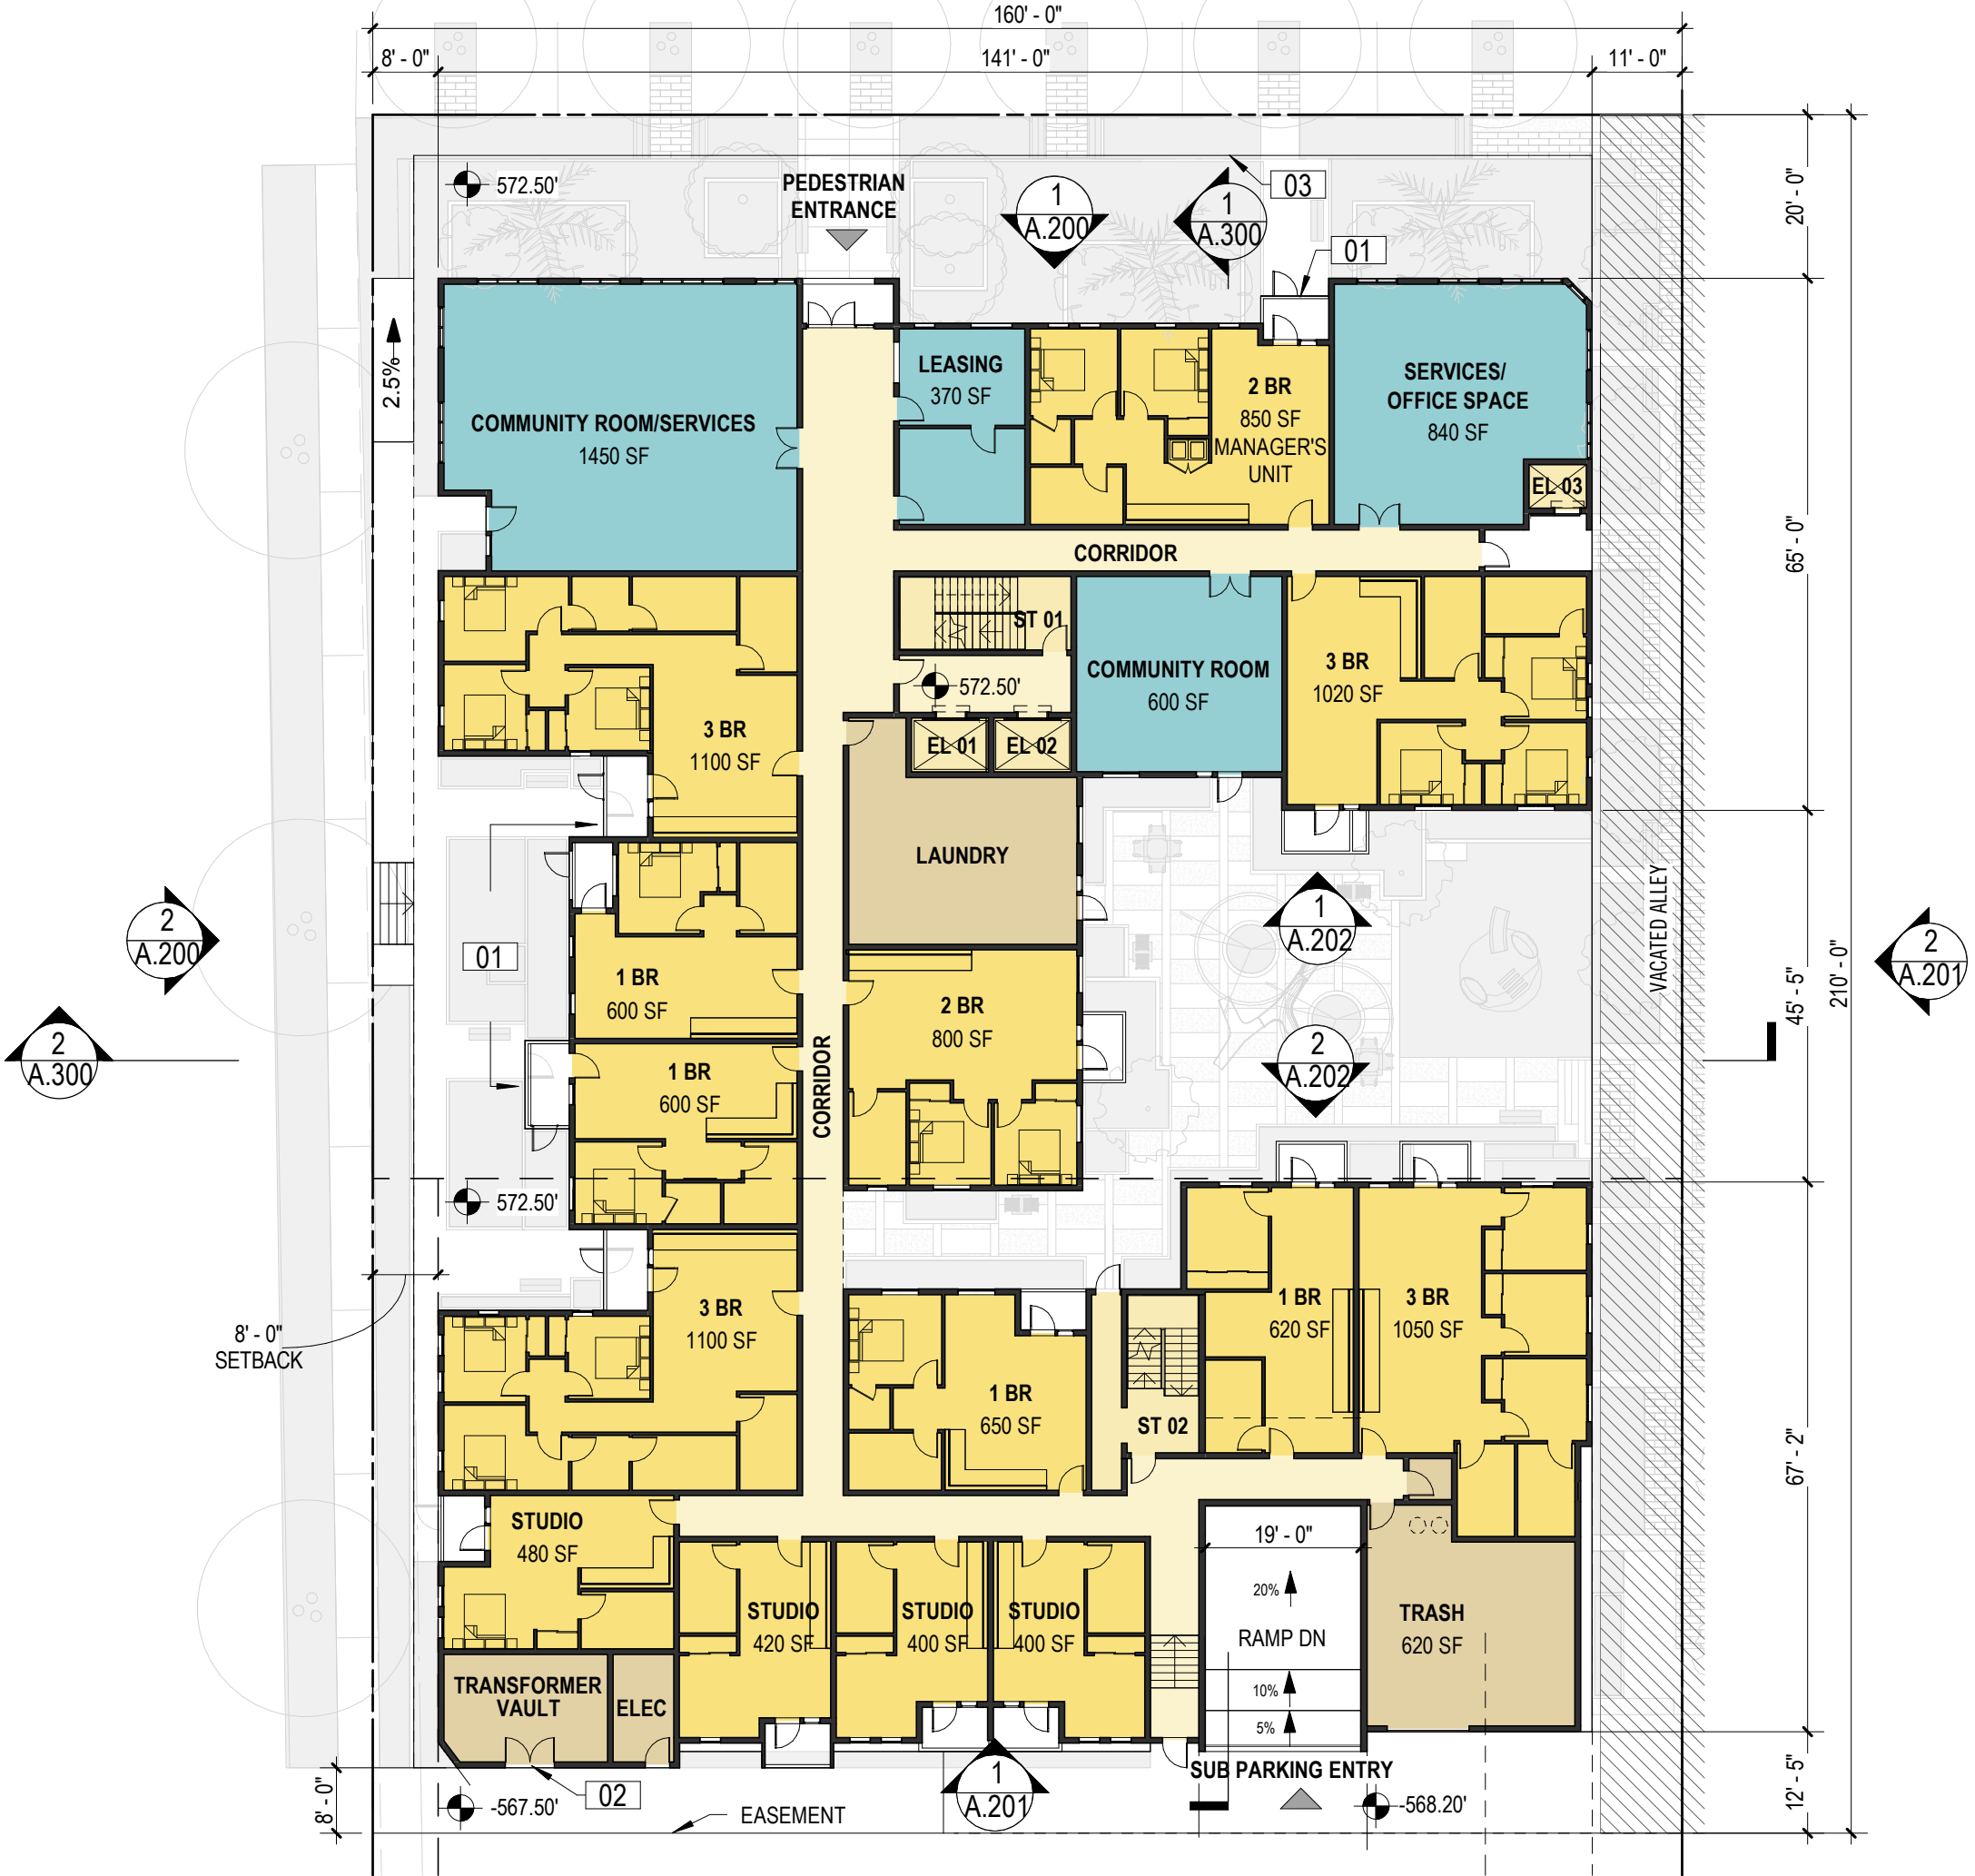 160' - 0"
8' - 0"
141' - 0"
11' - 0"
572.50'
PEDESTRIAN
ENTRANCE
1
A.200
1
A.300
03
01
20' - 0"
2.5%
COMMUNITY ROOM/SERVICES
1450 SF
LEASING
370 SF
2 BR
850 SF
MANAGER'S
UNIT
SERVICES/
OFFICE SPACE
840 SF
EL 03
CORRIDOR
65' - 0"
ST 01
572.50'
EL 01
EL 02
COMMUNITY ROOM
600 SF
3 BR
1020 SF
3 BR
1100 SF
LAUNDRY
VACATED ALLEY
2
A.200
01
1 BR
600 SF
2 BR
800 SF
1
A.202
2
A.201
45' - 5"
210' - 0"
2
A.300
1 BR
600 SF
CORRIDOR
2
A.202
572.50'
8' - 0"
SETBACK
3 BR
1100 SF
1 BR
650 SF
ST 02
1 BR
620 SF
3 BR
1050 SF
67' - 2"
STUDIO
480 SF
STUDIO
420 SF
STUDIO
400 SF
STUDIO
400 SF
19' - 0"
20%
RAMP DN
10%
5%
TRASH
620 SF
TRANSFORMER
VAULT
ELEC
SUB PARKING ENTRY
8' - 0"
-567.50'
02
EASEMENT
1
A.201
-568.20'
12' - 5"